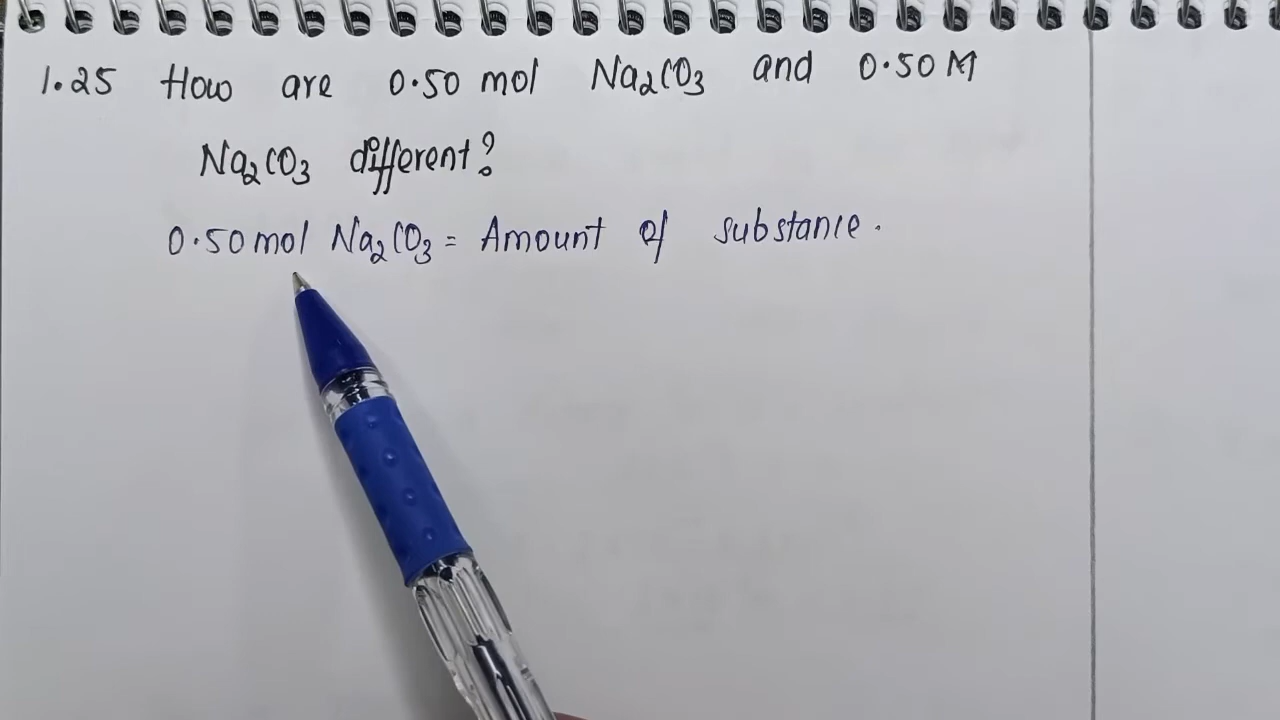 1.25 How are 0.50 mol Na₂CO₃ and 0.50 M
Na₂CO₃ different?
0.50 mol Na₂CO₃ = Amount of substance.